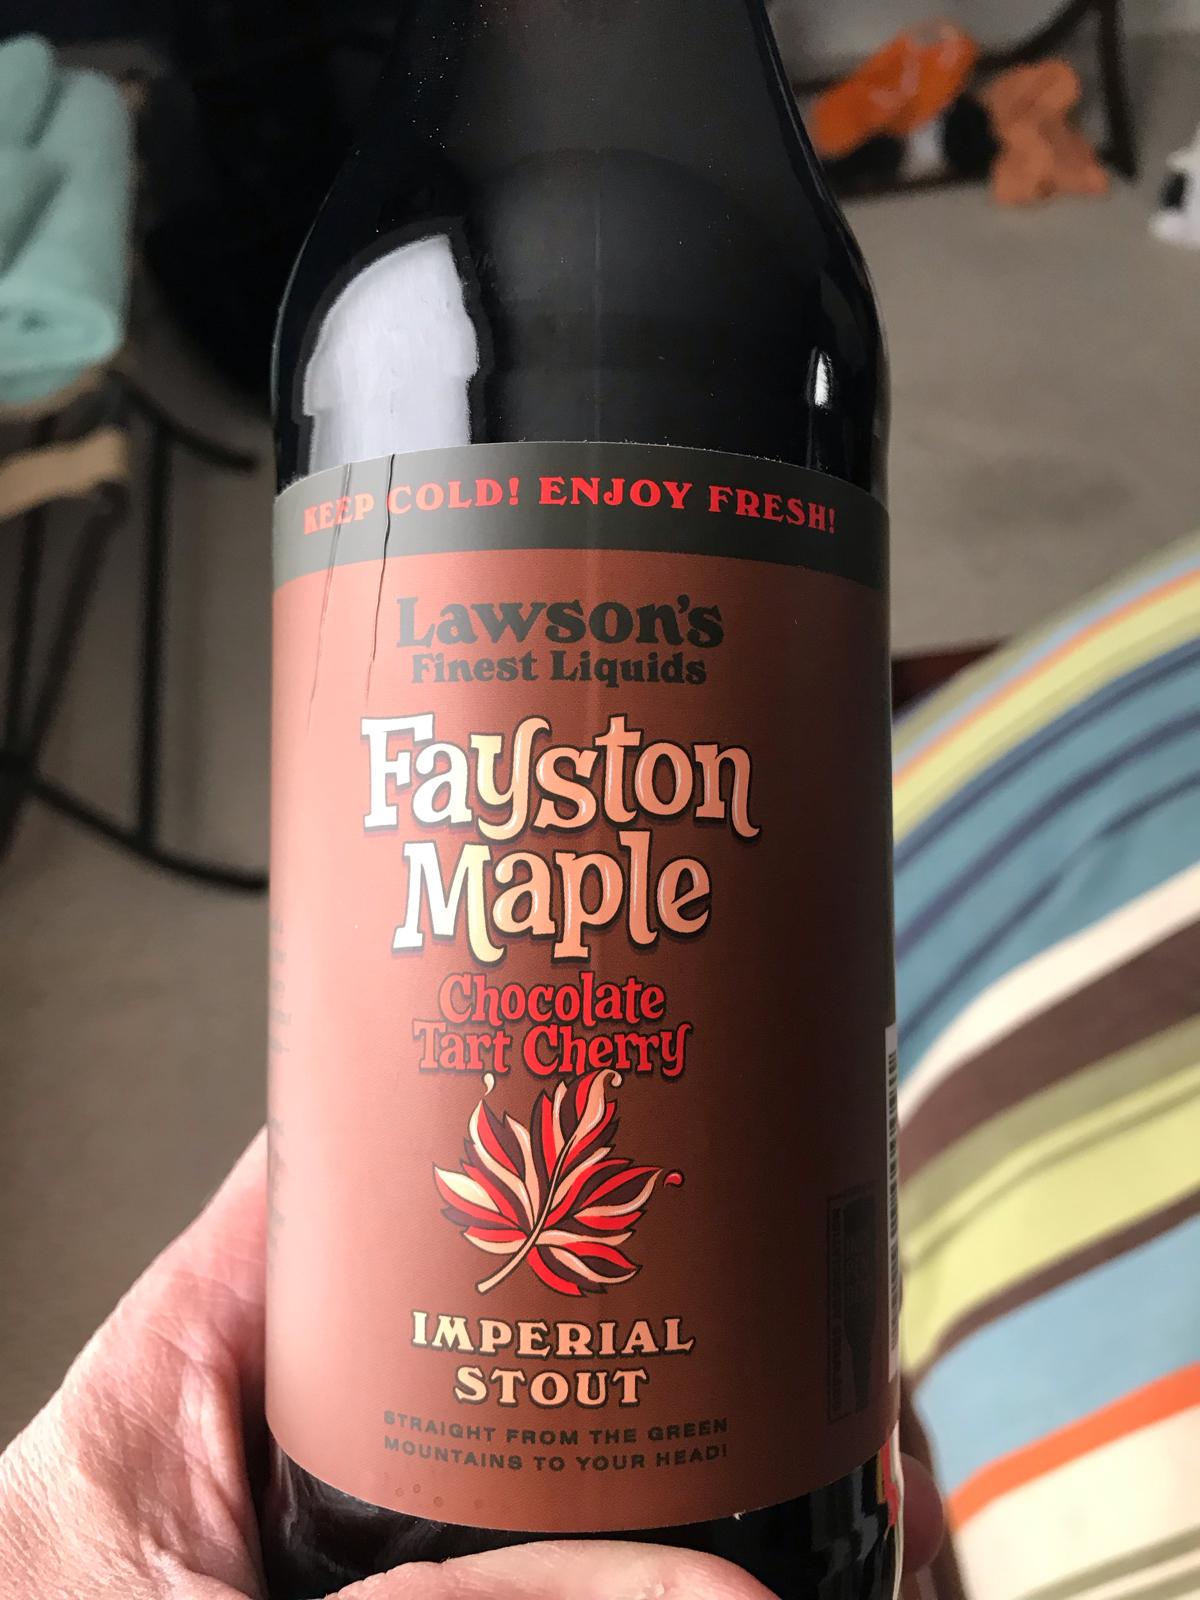 KEEP COLD! ENJOY FRESH!
Lawson's
Finest Liquids
Fayston
Maple
Chocolate
Tart Cherry
IMPERIAL
STOUT
STRAIGHT FROM THE GREEN
MOUNTAINS TO YOUR HEAD!